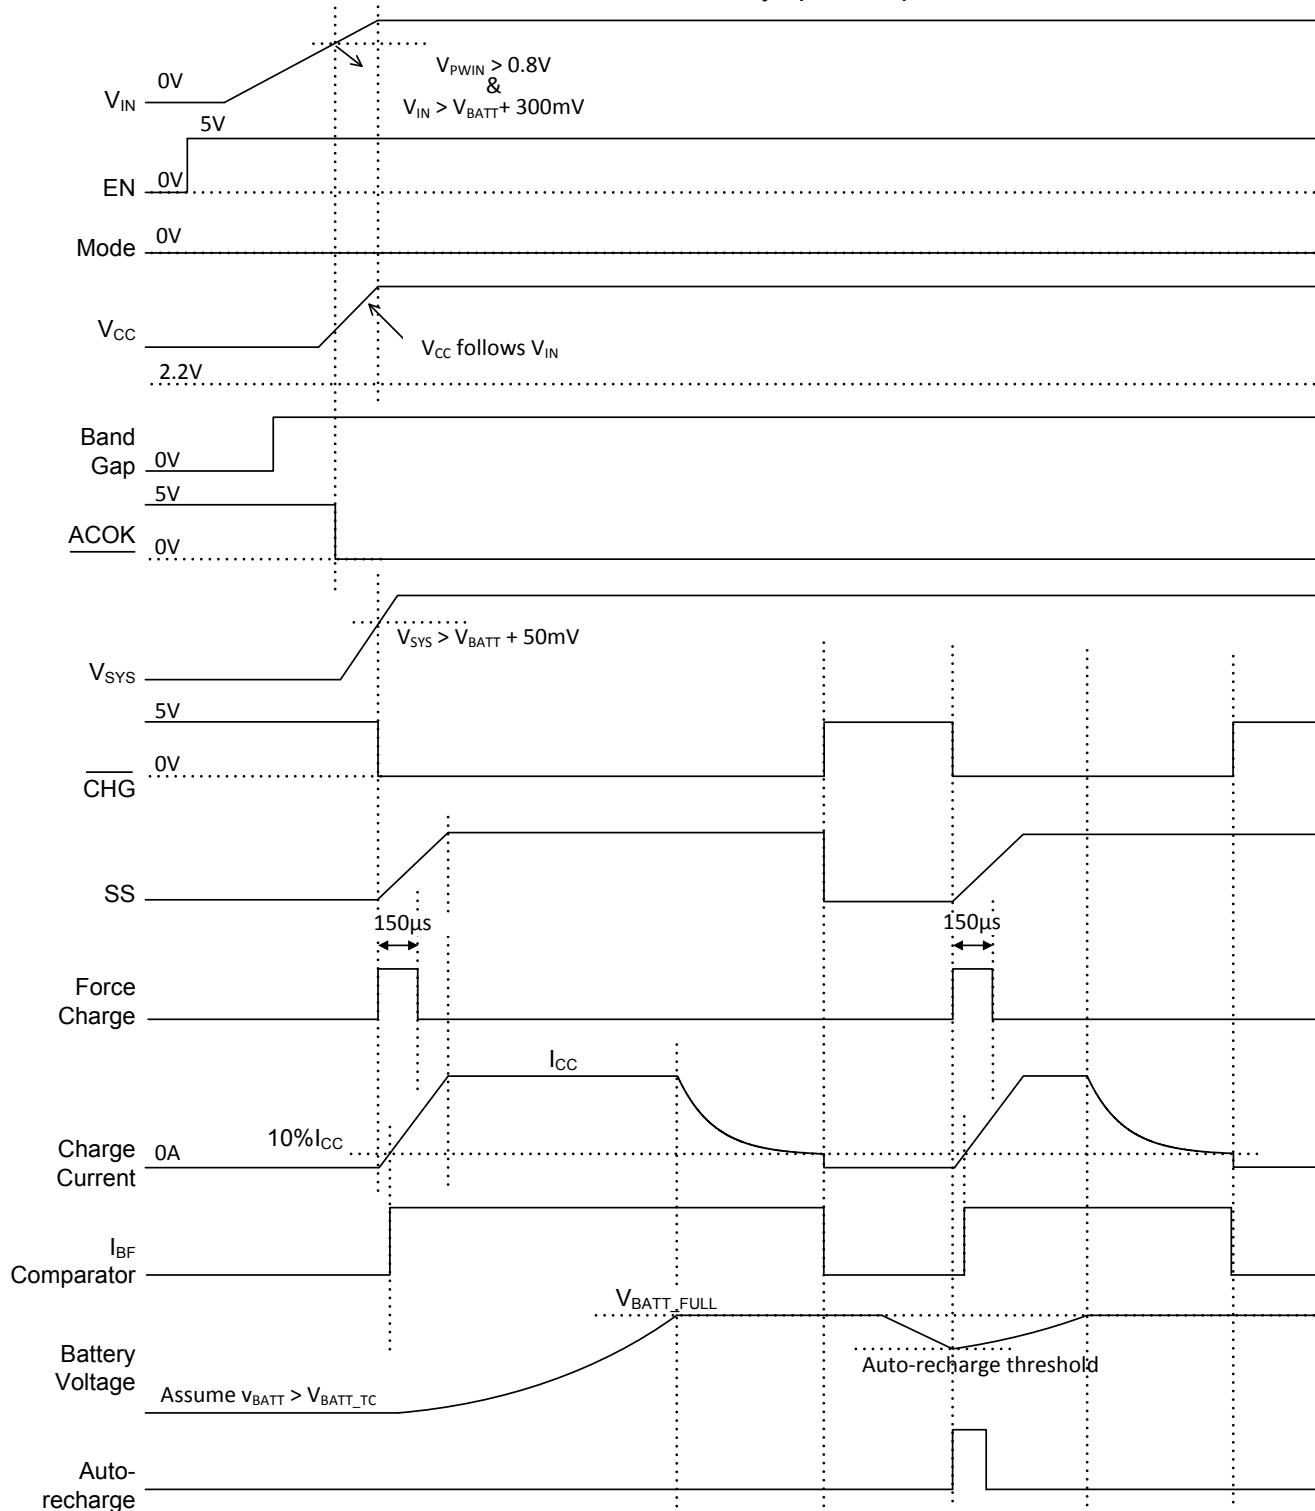 V_IN
0V
V_PWIN > 0.8V
&
V_IN > V_BATT+ 300mV
5V
EN
0V
Mode
0V
V_CC
V_CC follows V_IN
2.2V
Band
Gap
0V
5V
ACOK
0V
V_SYS > V_BATT + 50mV
V_SYS
5V
0V
CHG
SS
150µs
150µs
Force
Charge
I_CC
10%I_CC
Charge
Current
0A
I_BF
Comparator
V_BATT_FULL
Battery
Voltage
Auto-recharge threshold
Assume v_BATT > V_BATT_TC
Auto-
recharge